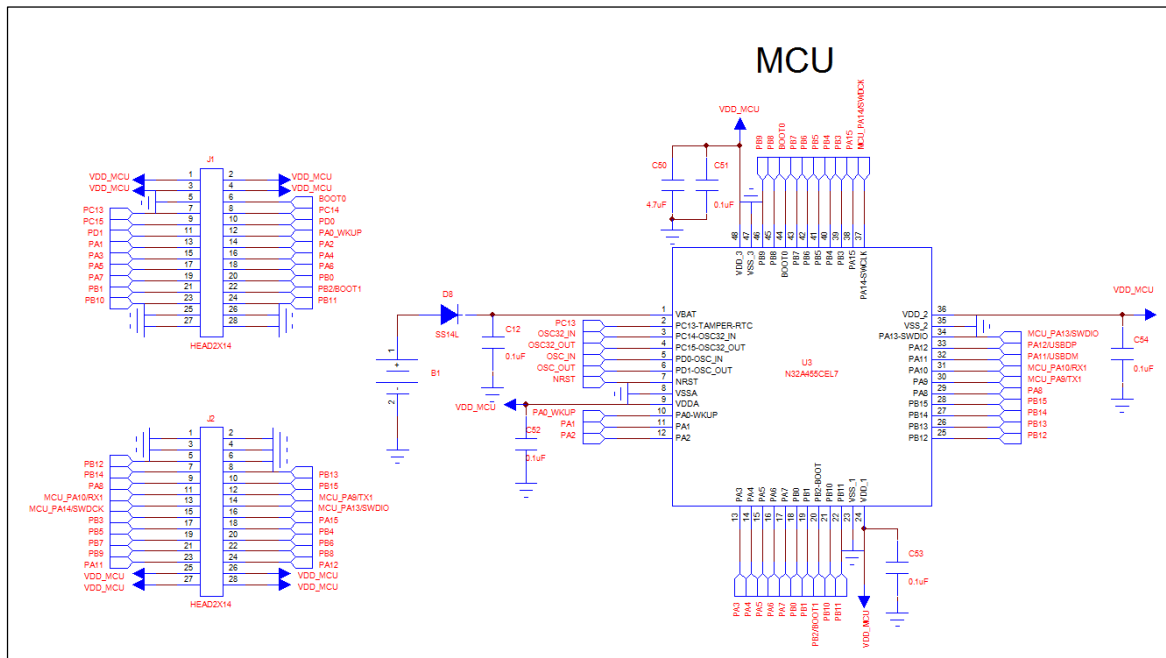 MCU
VDD_MCU
PB9
PB8
BOOT0
PB7
PB6
PB5
PB4
PB3
PA15
MCU_PA14/SWDCK
C50
4.7uF
C51
0.1uF
48 47 46 45 44 43 42 41 40 39 38 37
VDD_3
VSS_3
PB9
PB8
BOOT0
PB7
PB6
PB5
PB4
PB3
PA15
PA14-SWCLK
J1
VDD_MCU 1 2 VDD_MCU
VDD_MCU 3 4 VDD_MCU
5 6 BOOT0
PC13 7 8 PC14
PC15 9 10 PD0
PD1 11 12 PA0_WKUP
PA1 13 14 PA2
PA3 15 16 PA4
PA5 17 18 PA6
PA7 19 20 PB0
PB1 21 22 PB2/BOOT1
PB10 23 24 PB11
25 26
27 28
HEAD2X14
J2
1 2
3 4
5 6
PB12 7 8
PB14 9 10 PB13
PA8 11 12 PB15
MCU_PA10/RX1 13 14 MCU_PA9/TX1
MCU_PA14/SWDCK 15 16 MCU_PA13/SWDIO
PB3 17 18 PA15
PB5 19 20 PB4
PB7 21 22 PB6
PB9 23 24 PB8
PA11 25 26 PA12
VDD_MCU 27 28 VDD_MCU
VDD_MCU VDD_MCU
HEAD2X14
D8
SS14L
C12
0.1uF
1
+
B1
2
VDD_MCU
C52
0.1uF
1 VBAT
PC13 2 PC13-TAMPER-RTC
OSC32_IN 3 PC14-OSC32_IN
OSC32_OUT 4 PC15-OSC32_OUT
OSC_IN 5 PD0-OSC_IN
OSC_OUT 6 PD1-OSC_OUT
NRST 7 NRST
8 VSSA
9 VDDA
PA0_WKUP 10 PA0-WKUP
PA1 11 PA1
PA2 12 PA2
U3
N32A455CEL7
VDD_2 36
VSS_2 35
PA13-SWDIO 34 MCU_PA13/SWDIO
PA12 33 PA12/USBDP
PA11 32 PA11/USBDM
PA10 31 MCU_PA10/RX1
PA9 30 MCU_PA9/TX1
PA8 29 PA8
PB15 28 PB15
PB14 27 PB14
PB13 26 PB13
PB12 25 PB12
VDD_MCU
C54
0.1uF
PA3
PA4
PA5
PA6
PA7
PB0
PB1
PB2-BOOT
PB10
PB11
VSS_1
VDD_1
13 14 15 16 17 18 19 20 21 22 23 24
C53
0.1uF
PA3
PA4
PA5
PA6
PA7
PB0
PB1
PB2/BOOT1
PB10
PB11
VDD_MCU